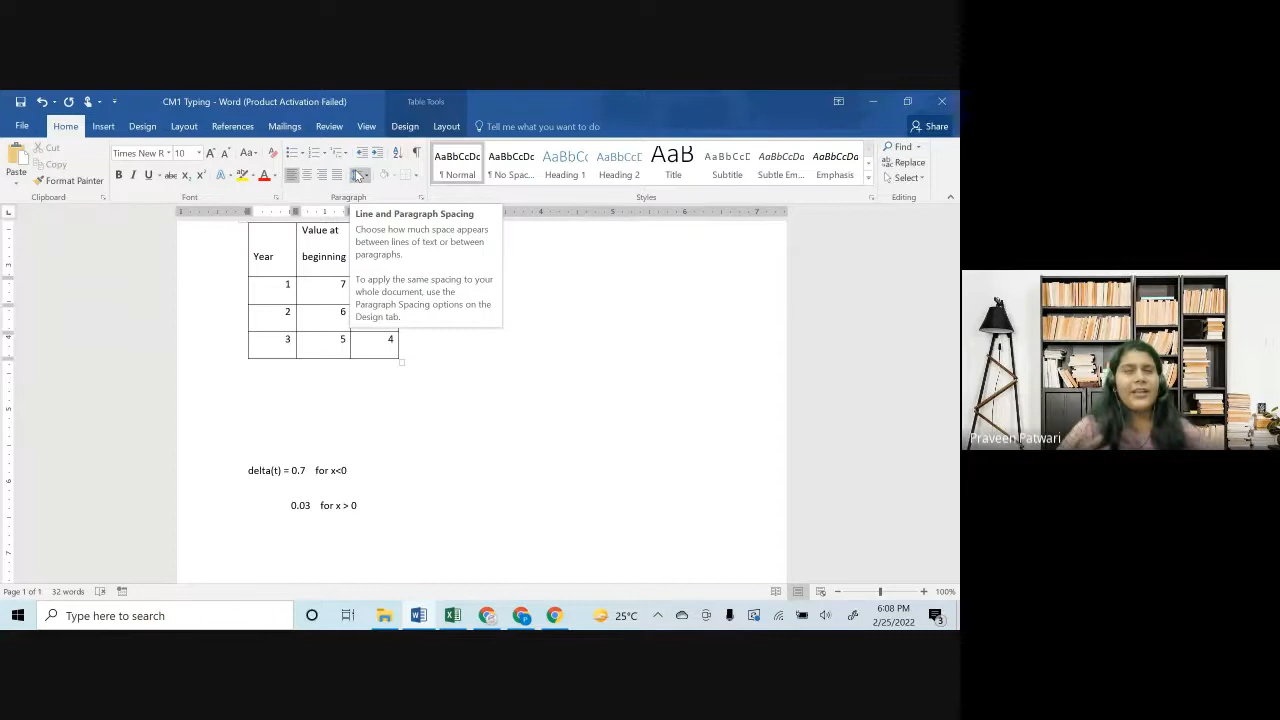 CM1 Typing - Word (Product Activation Failed)
Table Tools
File Home Insert Design Layout References Mailings Review View Design Layout Tell me what you want to do Share
Paste
Cut
Copy
Format Painter
Clipboard
Times New R 10
Font
Paragraph
AaBbCcDc AaBbCcDc AaBbCc AaBbCcE AaB AaBbCcD AaBbCcDa AaBbCcDa
¶ Normal ¶ No Spac... Heading 1 Heading 2 Title Subtitle Subtle Em... Emphasis
Styles
Find
Replace
Select
Editing
Line and Paragraph Spacing
Choose how much space appears
between lines of text or between
paragraphs.
To apply the same spacing to your
whole document, use the
Paragraph Spacing options on the
Design tab.
Value at
Year beginning
1 7
2 6
3 5 4
delta(t) = 0.7 for x<0
0.03 for x > 0
Praveen Patwari
Page 1 of 1 32 words
100%
Type here to search
25°C
6:08 PM
2/25/2022
3